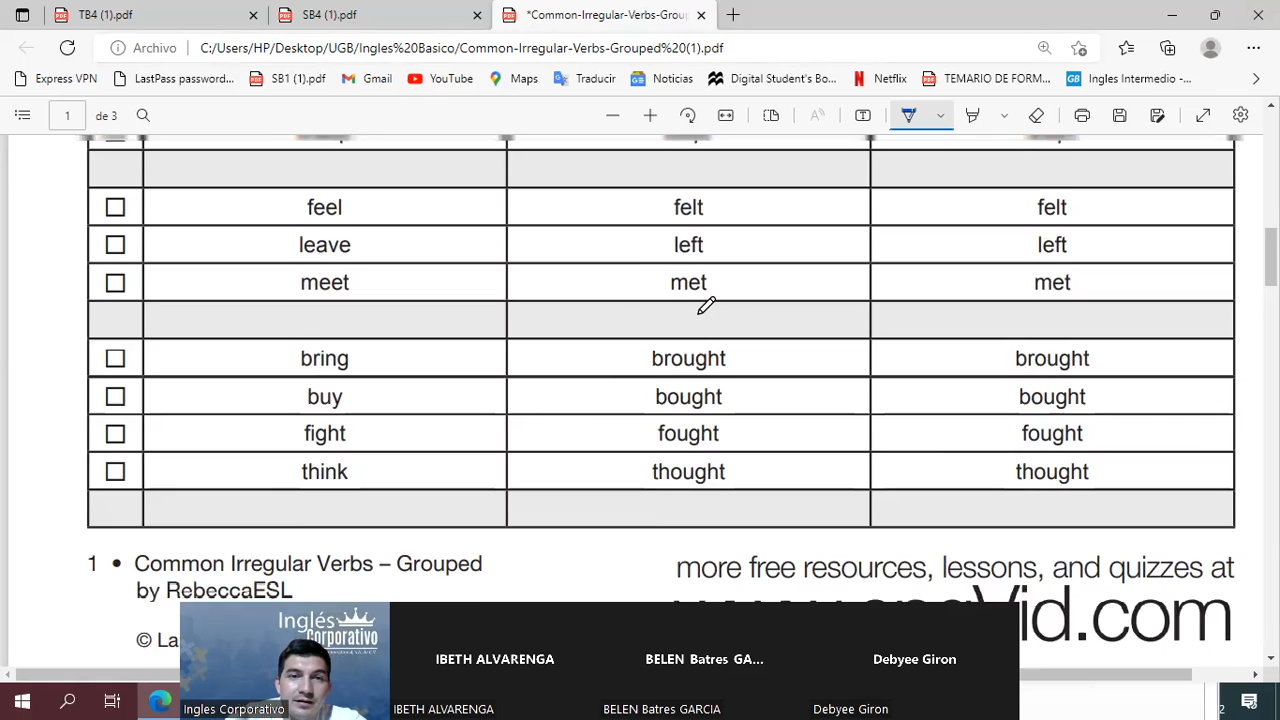 TB4 (1).pdf
SB4 (1).pdf
*Common-Irregular-Verbs-Grou
Archivo
C:/Users/HP/Desktop/UGB/Ingles%20Basico/Common-Irregular-Verbs-Grouped%20(1).pdf
Express VPN
LastPass password...
SB1 (1).pdf
Gmail
YouTube
Maps
Traducir
Noticias
Digital Student's Bo...
Netflix
TEMARIO DE FORM...
Ingles Intermedio -...
1 de 3
feel felt felt
leave left left
meet met met
bring brought brought
buy bought bought
fight fought fought
think thought thought
1 • Common Irregular Verbs – Grouped
by RebeccaESL
more free resources, lessons, and quizzes at
© La
Inglés
Corporativo
IBETH ALVARENGA
BELEN Batres GA...
Debyee Giron
Ingles Corporativo
IBETH ALVARENGA
BELEN Batres GARCIA
Debyee Giron